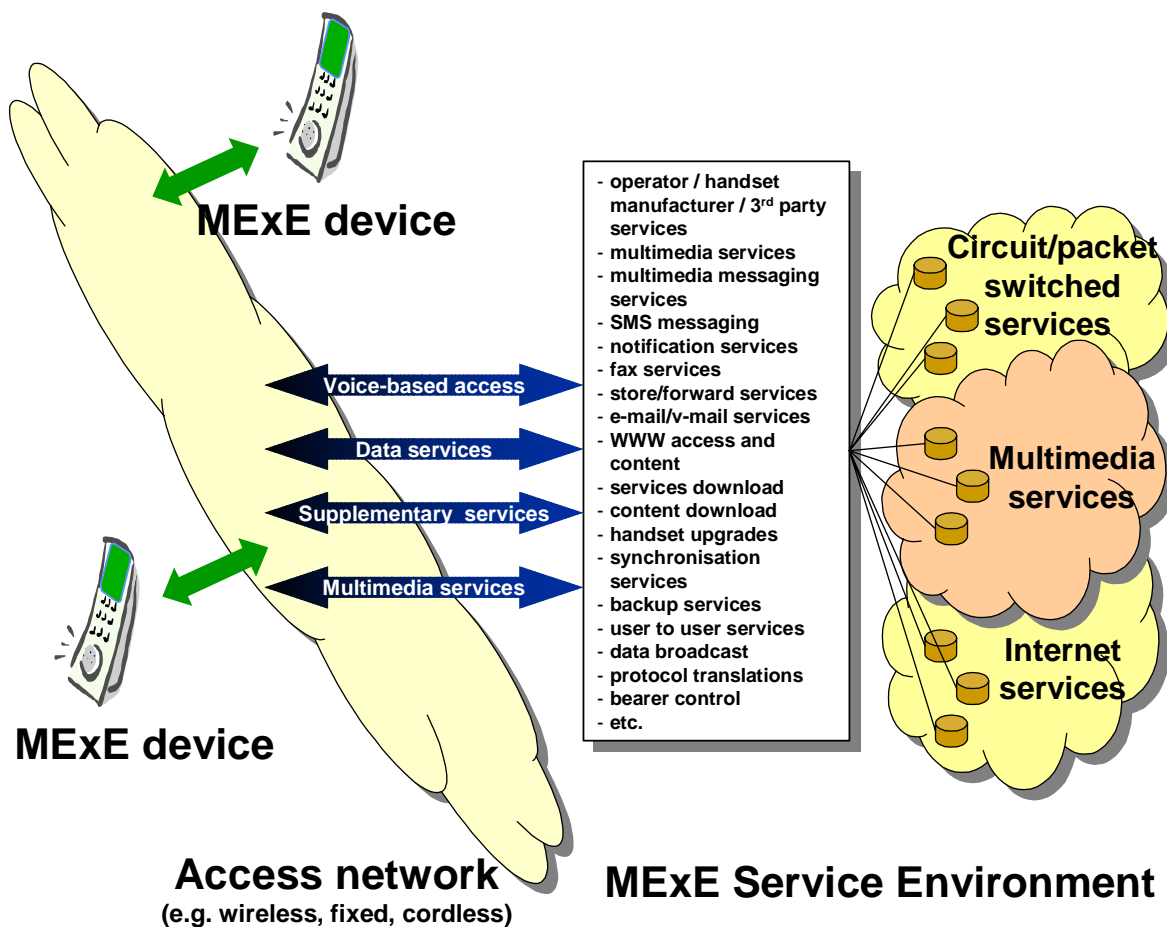 MExE device
- operator / handset
manufacturer / 3rd party
services
- multimedia services
- multimedia messaging
services
- SMS messaging
- notification services
- fax services
- store/forward services
- e-mail/v-mail services
- WWW access and
content
- services download
- content download
- handset upgrades
- synchronisation
services
- backup services
- user to user services
- data broadcast
- protocol translations
- bearer control
- etc.
Circuit/packet
switched
services
Voice-based access
Data services
Supplementary services
Multimedia services
Multimedia
services
Internet
services
MExE device
Access network
(e.g. wireless, fixed, cordless)
MExE Service Environment